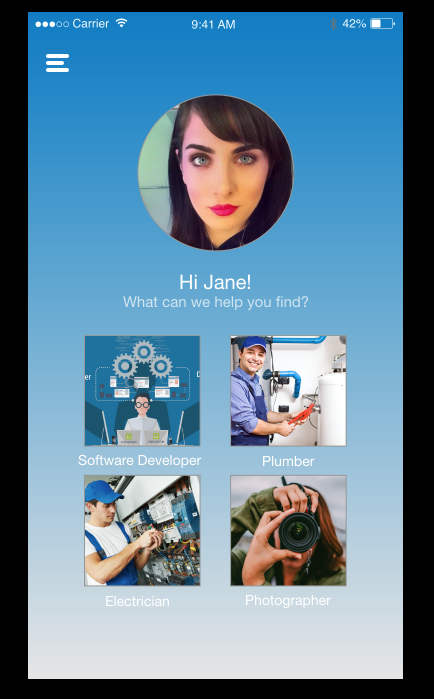 Carrier 9:41 AM 42%
Hi Jane!
What can we help you find?
Software Developer Plumber
Electrician Photographer